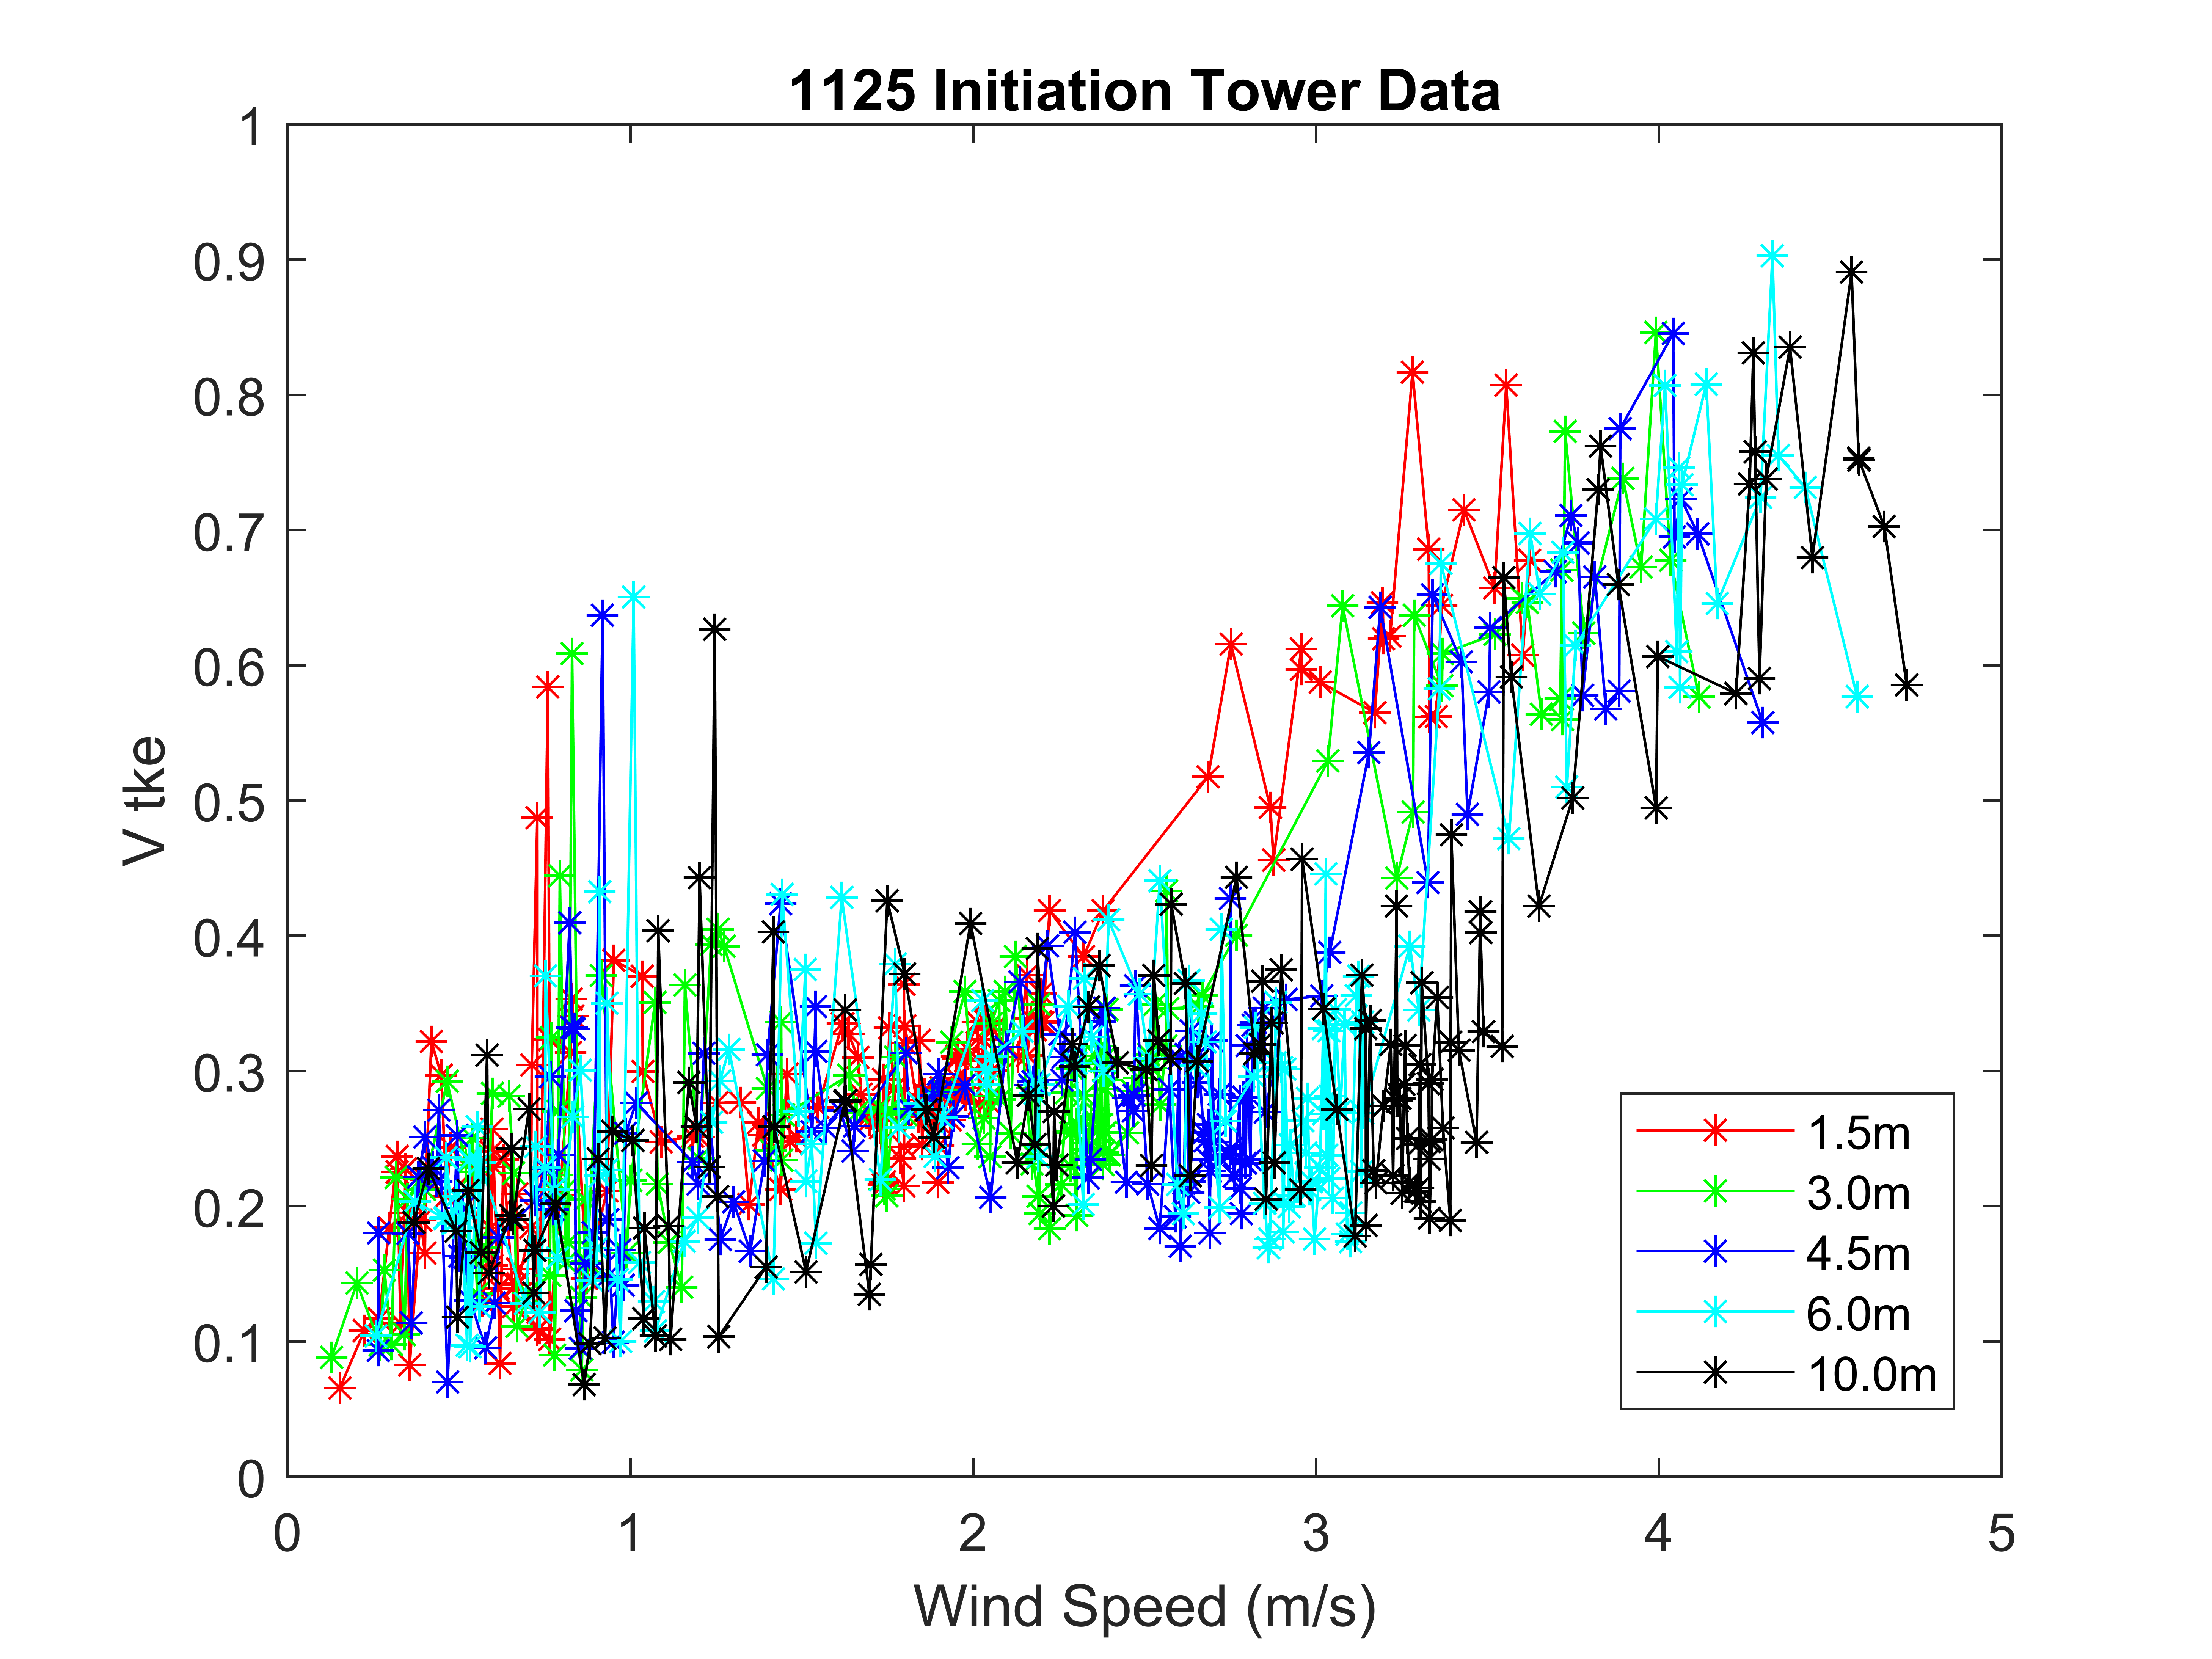 1125 Initiation Tower Data
1
0.9
0.8
0.7
0.6
0.5
0.4
0.3
0.2
0.1
0
V tke
0 1 2 3 4 5
Wind Speed (m/s)
1.5m
3.0m
4.5m
6.0m
10.0m